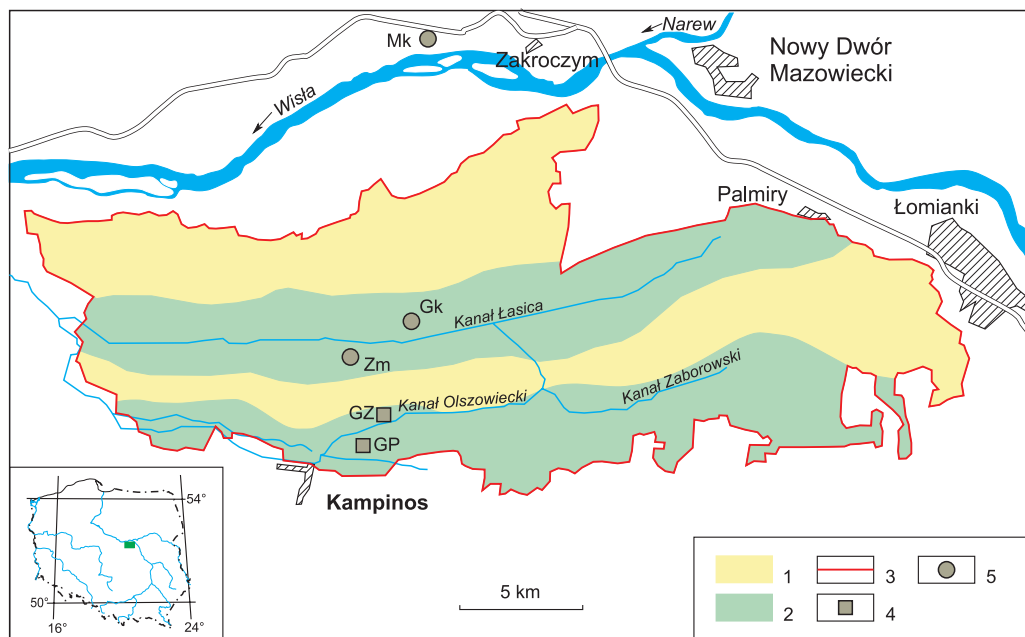 Narew
Mk
Zakroczym
Nowy Dwór
Mazowiecki
Wisła
Palmiry
Łomianki
Gk
Kanał Łasica
Zm
Kanał Zaborowski
GZ
Kanał Olszowiecki
GP
Kampinos
54°
50°
16°
24°
5 km
1
2
3
4
5